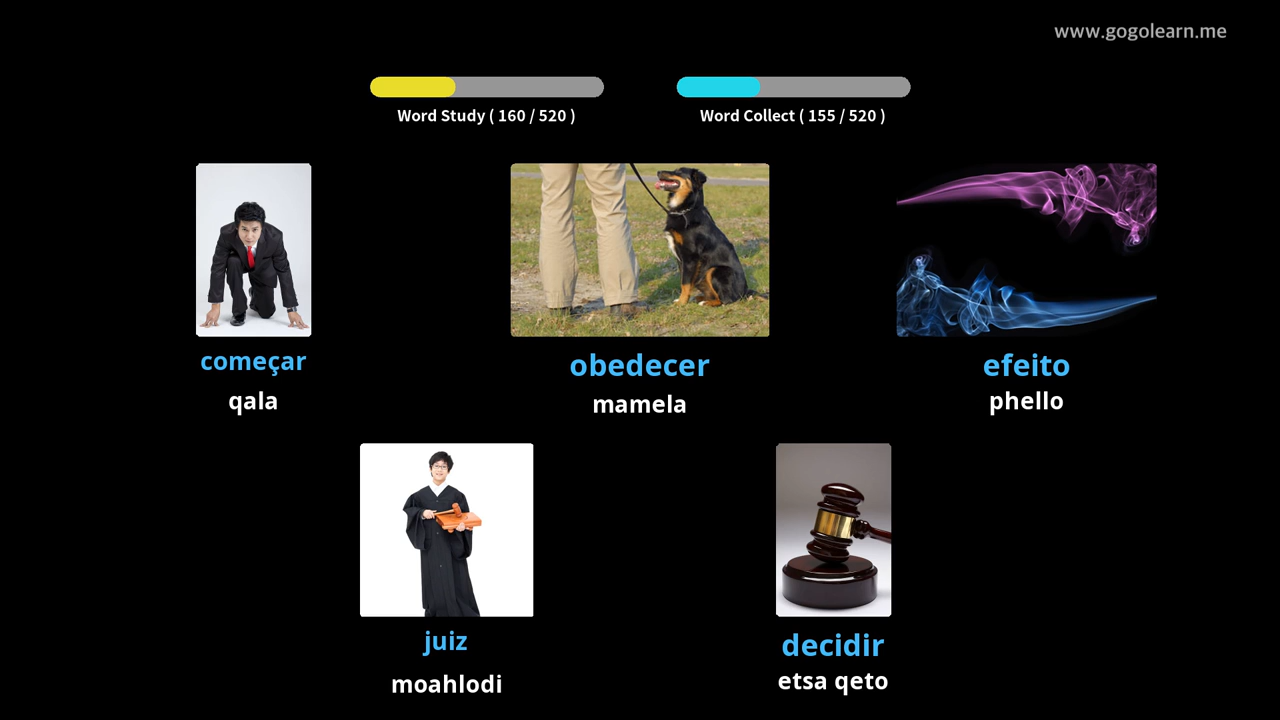 www.gogolearn.me
Word Study ( 160 / 520 )
Word Collect ( 155 / 520 )
começar
qala
obedecer
mamela
efeito
phello
juiz
moahlodi
decidir
etsa qeto